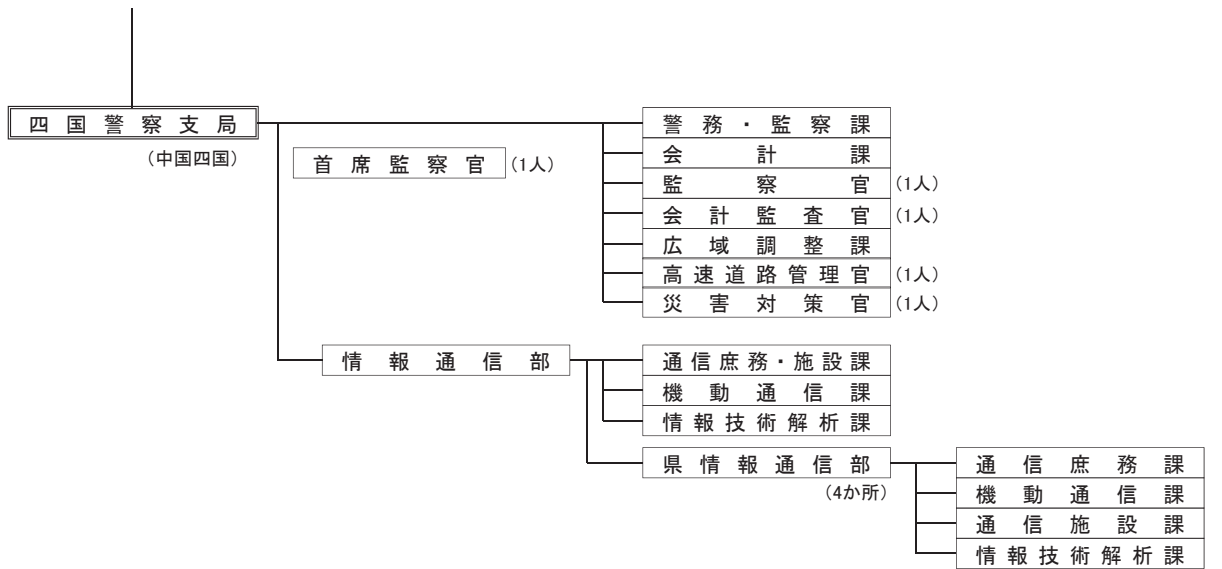 四国警察支局
(中国四国)
首席監察官 (1人)
警務・監察課
会計課
監察官 (1人)
会計監査官 (1人)
広域調整課
高速道路管理官 (1人)
災害対策官 (1人)
情報通信部
通信庶務・施設課
機動通信課
情報技術解析課
県情報通信部
(4か所)
通信庶務課
機動通信課
通信施設課
情報技術解析課